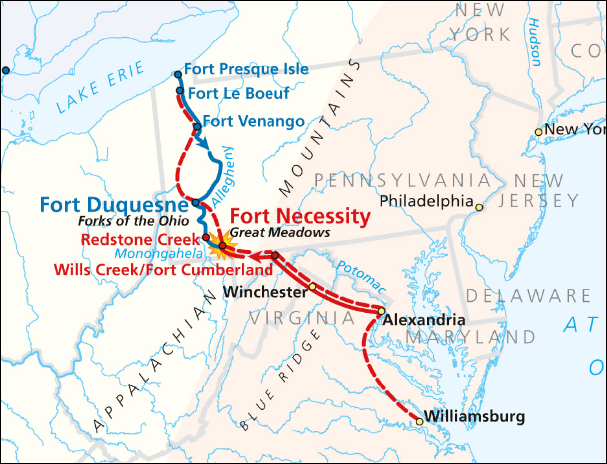 NEW
YORK
Hudson
CO
LAKE ERIE
Fort Presque Isle
Fort Le Boeuf
Fort Venango
New York
Allegheny
MOUNTAINS
PENNSYLVANIA
NEW
JERSEY
Philadelphia
Fort Duquesne
Forks of the Ohio
Fort Necessity
Great Meadows
Redstone Creek
Monongahela
Wills Creek/Fort Cumberland
Potomac
Winchester
DELAWARE
VIRGINIA
Alexandria
MARYLAND
AT
O
APPALACHIAN
BLUE RIDGE
Williamsburg